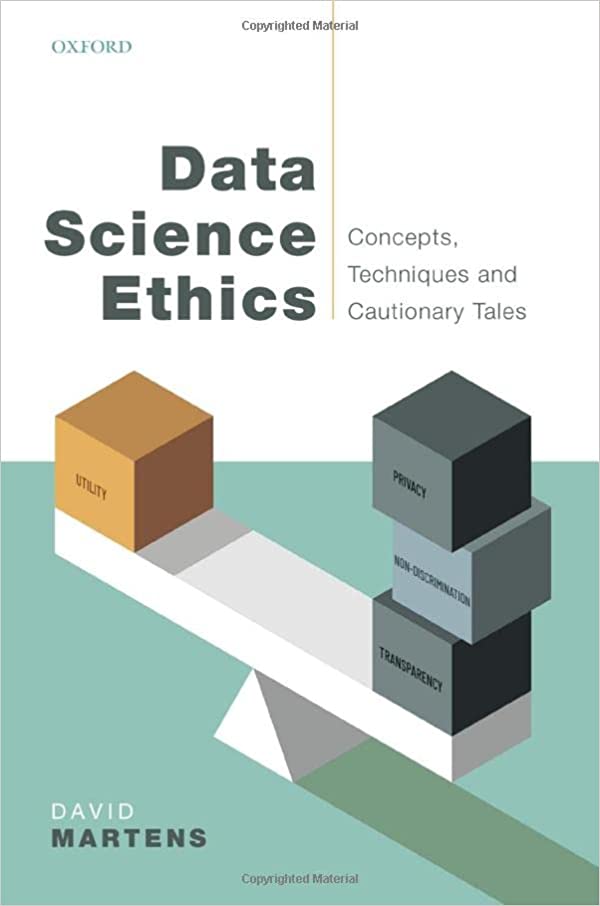 Copyrighted Material
OXFORD
Data
Science
Ethics
Concepts,
Techniques and
Cautionary Tales
UTILITY
PRIVACY
NON-DISCRIMINATION
TRANSPARENCY
DAVID
MARTENS
Copyrighted Material